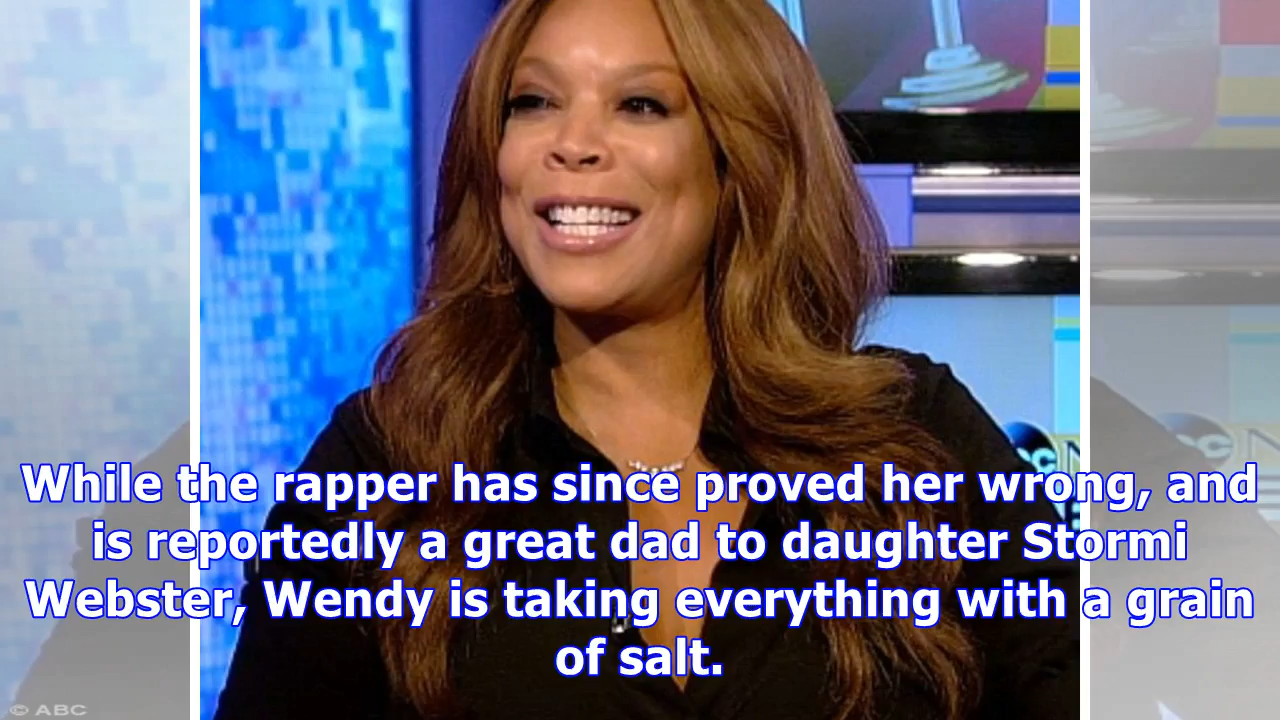 While the rapper has since proved her wrong, and
is reportedly a great dad to daughter Stormi
Webster, Wendy is taking everything with a grain
of salt.
© ABC